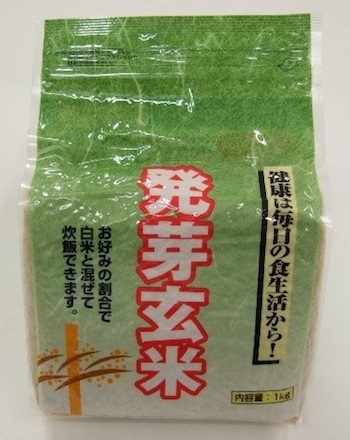 健康は毎日の食生活から！
発芽玄米
お好みの割合で
白米と混ぜて
炊飯できます。
内容量：1kg